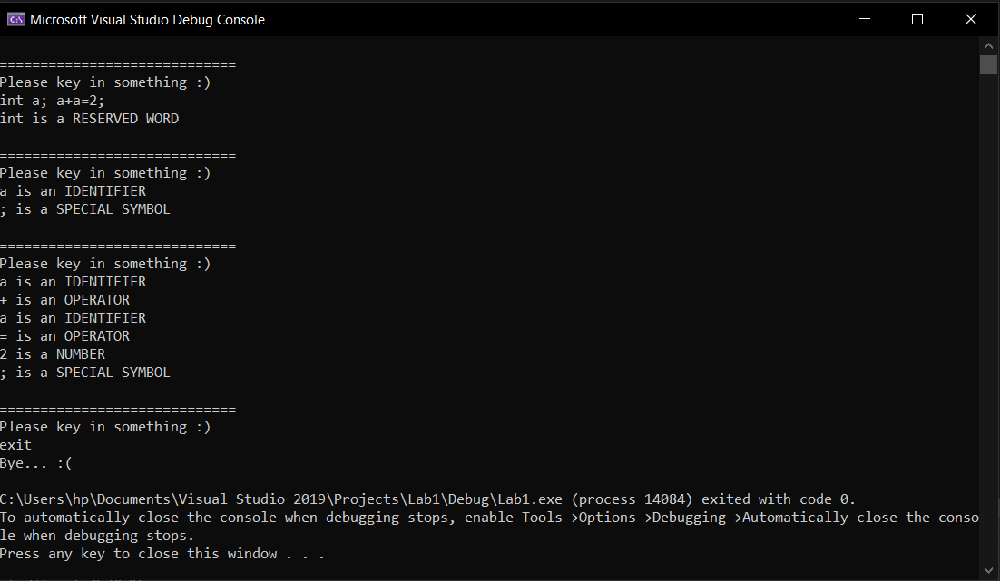 Microsoft Visual Studio Debug Console
=============================
Please key in something :)
int a; a+a=2;
int is a RESERVED WORD
=============================
Please key in something :)
a is an IDENTIFIER
; is a SPECIAL SYMBOL
=============================
Please key in something :)
a is an IDENTIFIER
+ is an OPERATOR
a is an IDENTIFIER
= is an OPERATOR
2 is a NUMBER
; is a SPECIAL SYMBOL
=============================
Please key in something :)
exit
Bye... :(
C:\Users\hp\Documents\Visual Studio 2019\Projects\Lab1\Debug\Lab1.exe (process 14084) exited with code 0.
To automatically close the console when debugging stops, enable Tools->Options->Debugging->Automatically close the conso
le when debugging stops.
Press any key to close this window . . .